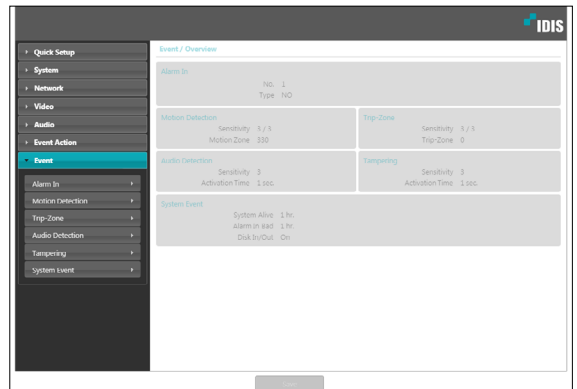 IDIS
Quick Setup
System
Network
Video
Audio
Event Action
Event
Alarm In
Motion Detection
Trip-Zone
Audio Detection
Tampering
System Event
Event / Overview
Alarm In
No. 1
Type NO
Motion Detection
Sensitivity 3 / 3
Motion Zone 330
Trip-Zone
Sensitivity 3 / 3
Trip-Zone 0
Audio Detection
Sensitivity 3
Activation Time 1 sec.
Tampering
Sensitivity 3
Activation Time 1 sec.
System Event
System Alive 1 hr.
Alarm In Bad 1 hr.
Disk In/Out On